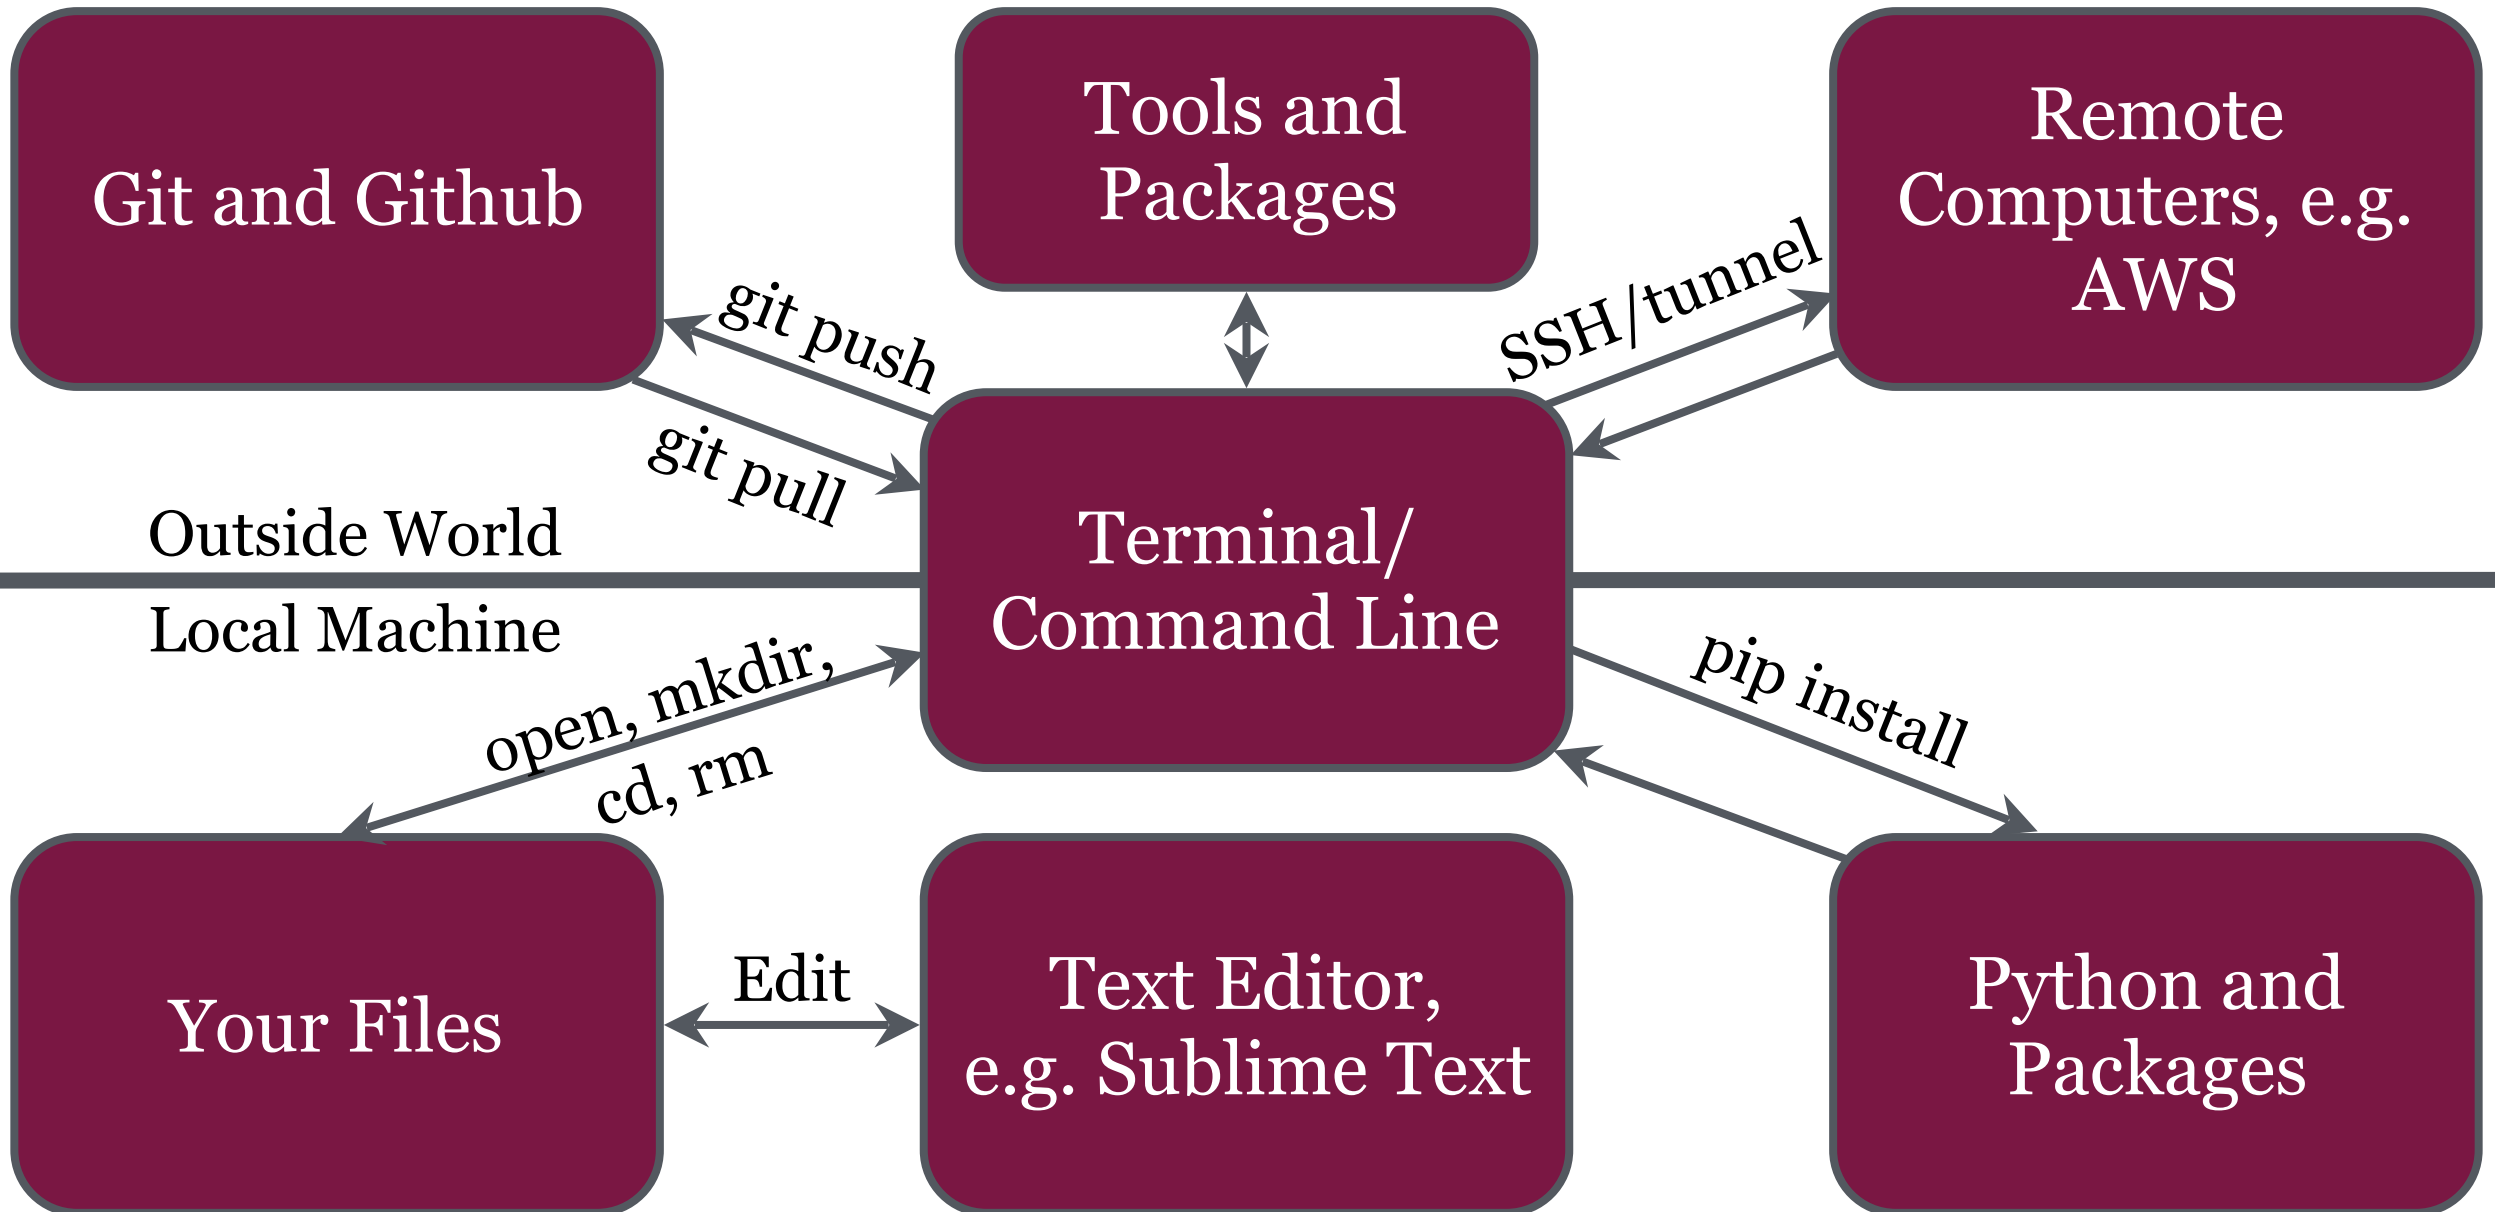 Git and Github
Tools and
Packages
Remote
Computers, e.g.
AWS
git push
SSH/tunnel
git pull
Outside World
Local Machine
Terminal/
Command Line
open, mkdir,
cd, rm
pip install
Your Files
Edit
Text Editor,
e.g. Sublime Text
Python and
Packages